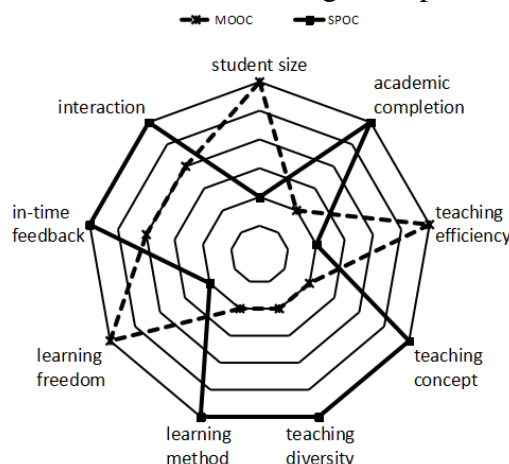 MOOC SPOC
student size
academic
completion
interaction
teaching
efficiency
in-time
feedback
learning
freedom
teaching
concept
learning
method
teaching
diversity